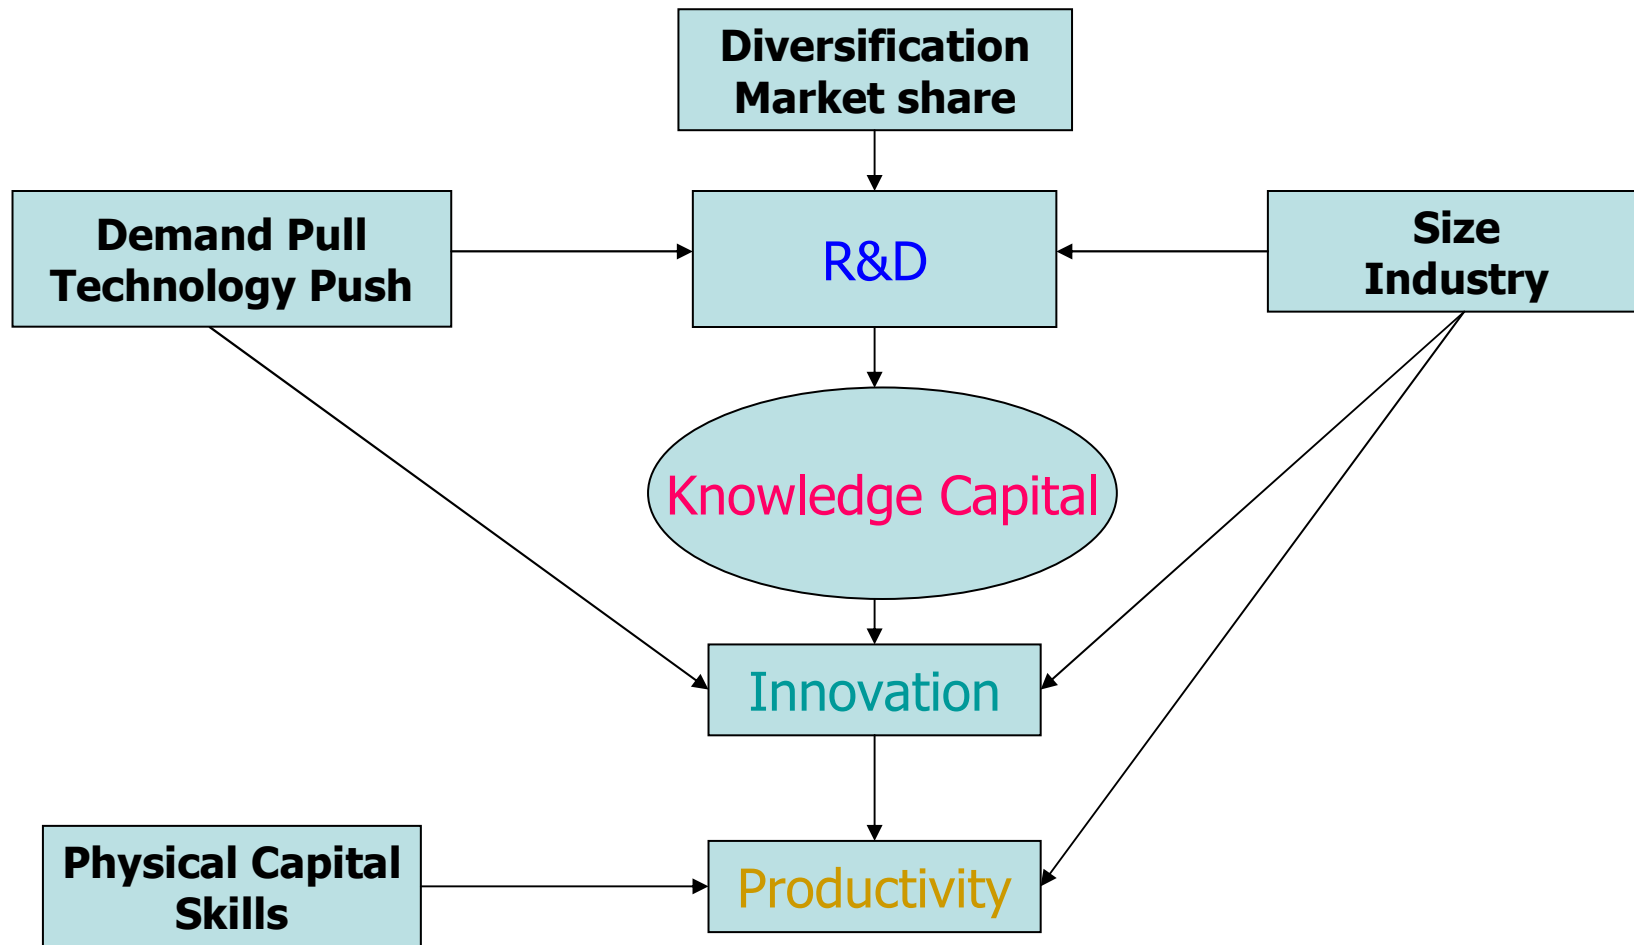 Diversification
Market share
Demand Pull
Technology Push
R&D
Size
Industry
Knowledge Capital
Innovation
Physical Capital
Skills
Productivity